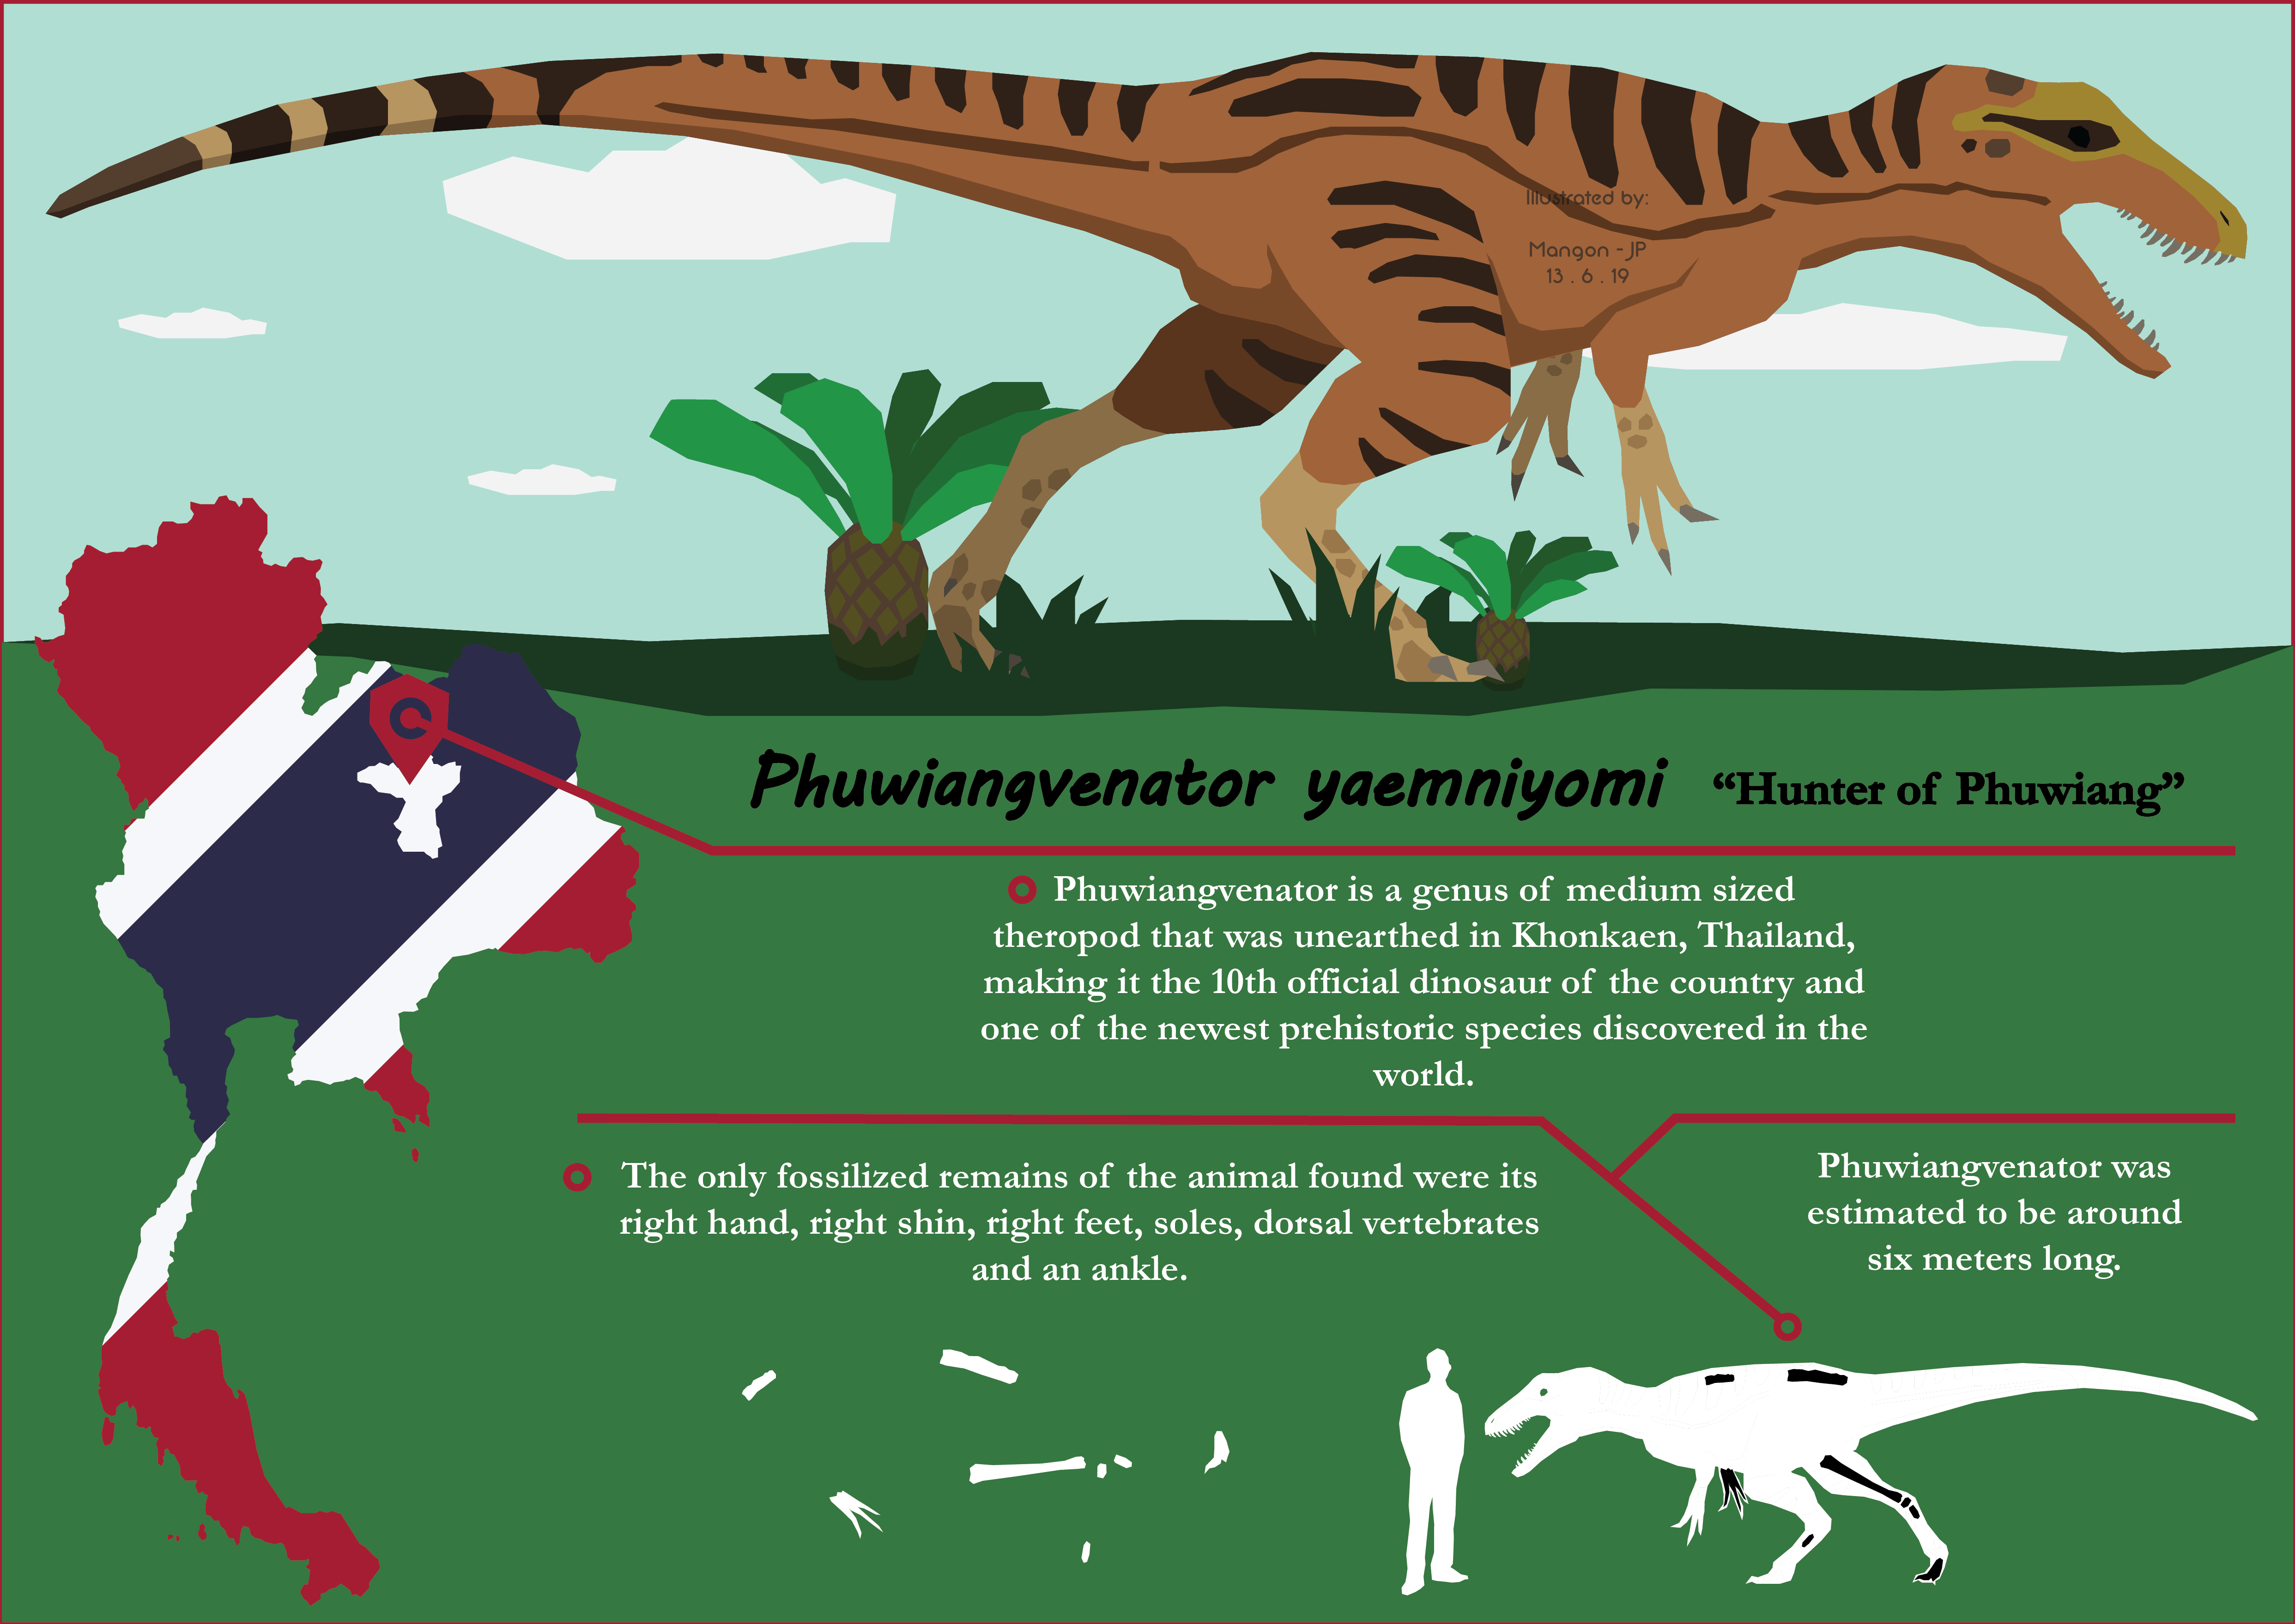 Illustrated by:
Mangon - JP
13 . 6 . 19
Phuwiangvenator yaemniyomi “Hunter of Phuwiang”
Phuwiangvenator is a genus of medium sized
theropod that was unearthed in Khonkaen, Thailand,
making it the 10th official dinosaur of the country and
one of the newest prehistoric species discovered in the
world.
The only fossilized remains of the animal found were its
right hand, right shin, right feet, soles, dorsal vertebrates
and an ankle.
Phuwiangvenator was
estimated to be around
six meters long.